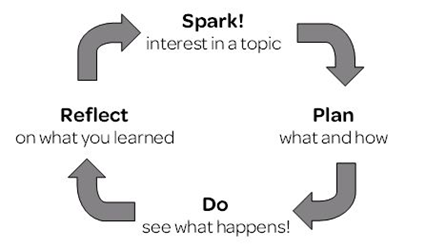 Spark!
interest in a topic
Plan
what and how
Do
see what happens!
Reflect
on what you learned